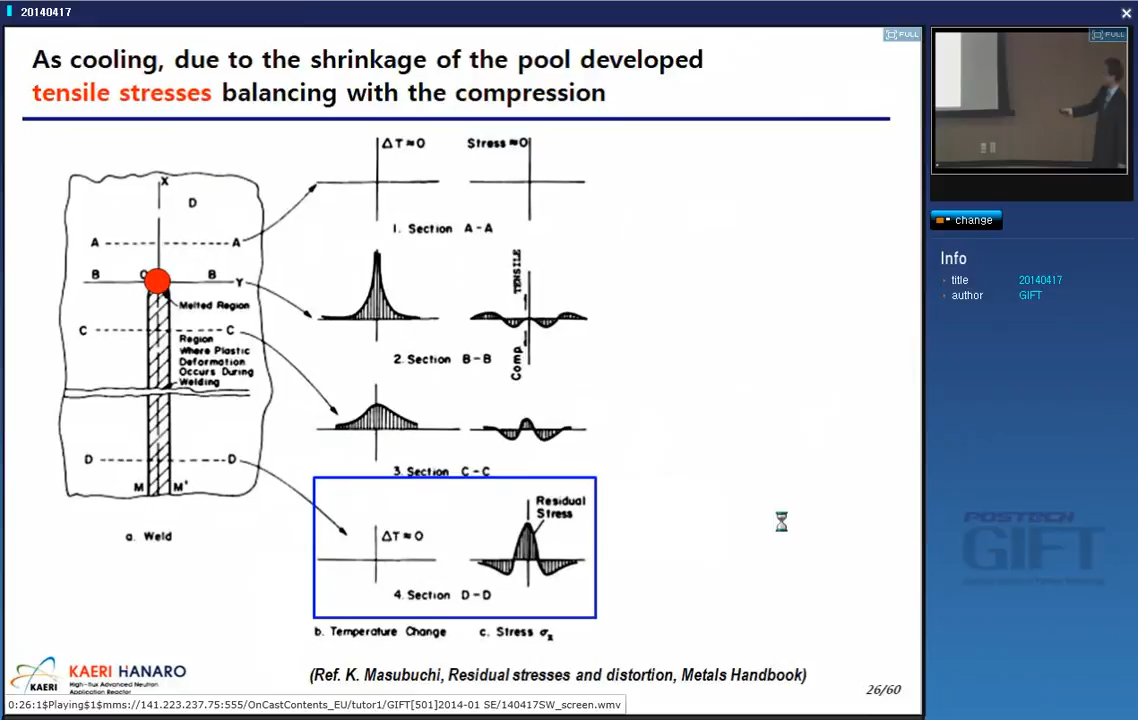 20140417
FULL
As cooling, due to the shrinkage of the pool developed
tensile stresses balancing with the compression
X
D
A
A
B
O
B
Y
Melted Region
C
C
Region
Where Plastic
Deformation
Occurs During
Welding
D
D
M
M'
a. Weld
ΔT≈0
Stress≈0
1. Section A-A
TENSILE
Comp.
2. Section B-B
3. Section C-C
ΔT≈0
Residual
Stress
4. Section D-D
b. Temperature Change
c. Stress σx
KAERI
KAERI HANARO
High-flux Advanced Neutron
Application Reactor
(Ref. K. Masubuchi, Residual stresses and distortion, Metals Handbook)
26/60
0:26:1$Playing$1$mms://141.223.237.75:555/OnCastContents_EU/tutor1/GIFT[501]2014-01 SE/140417SW_screen.wmv
FULL
change
Info
title 20140417
author GIFT
POSTECH
GIFT